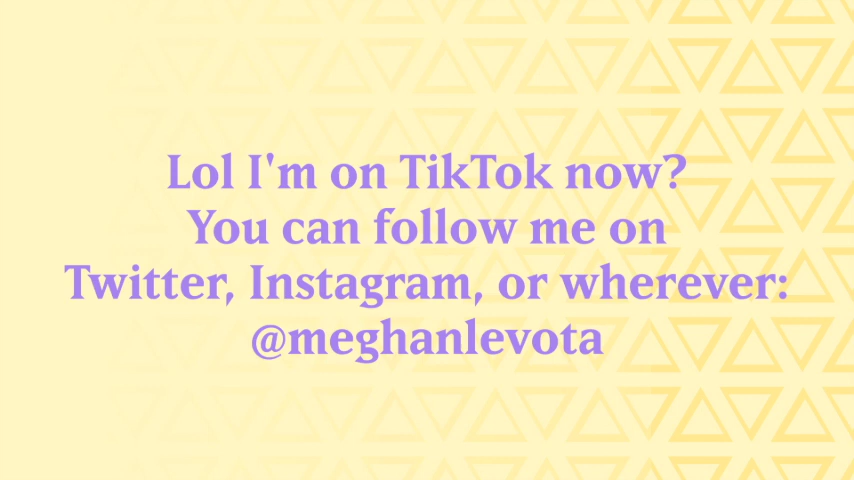 Lol I'm on TikTok now?
You can follow me on
Twitter, Instagram, or wherever:
@meghanlevota